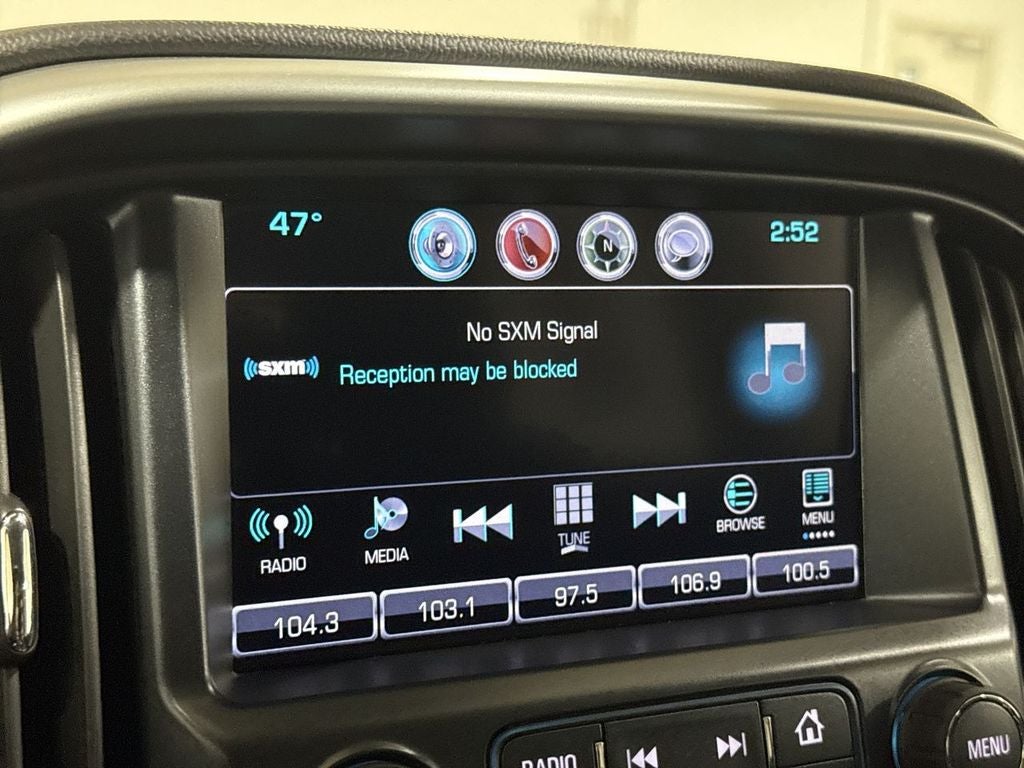 47° 2:52
N
No SXM Signal
((sxm))
Reception may be blocked
RADIO MEDIA TUNE BROWSE MENU
104.3 103.1 97.5 106.9 100.5
RADIO
MENU